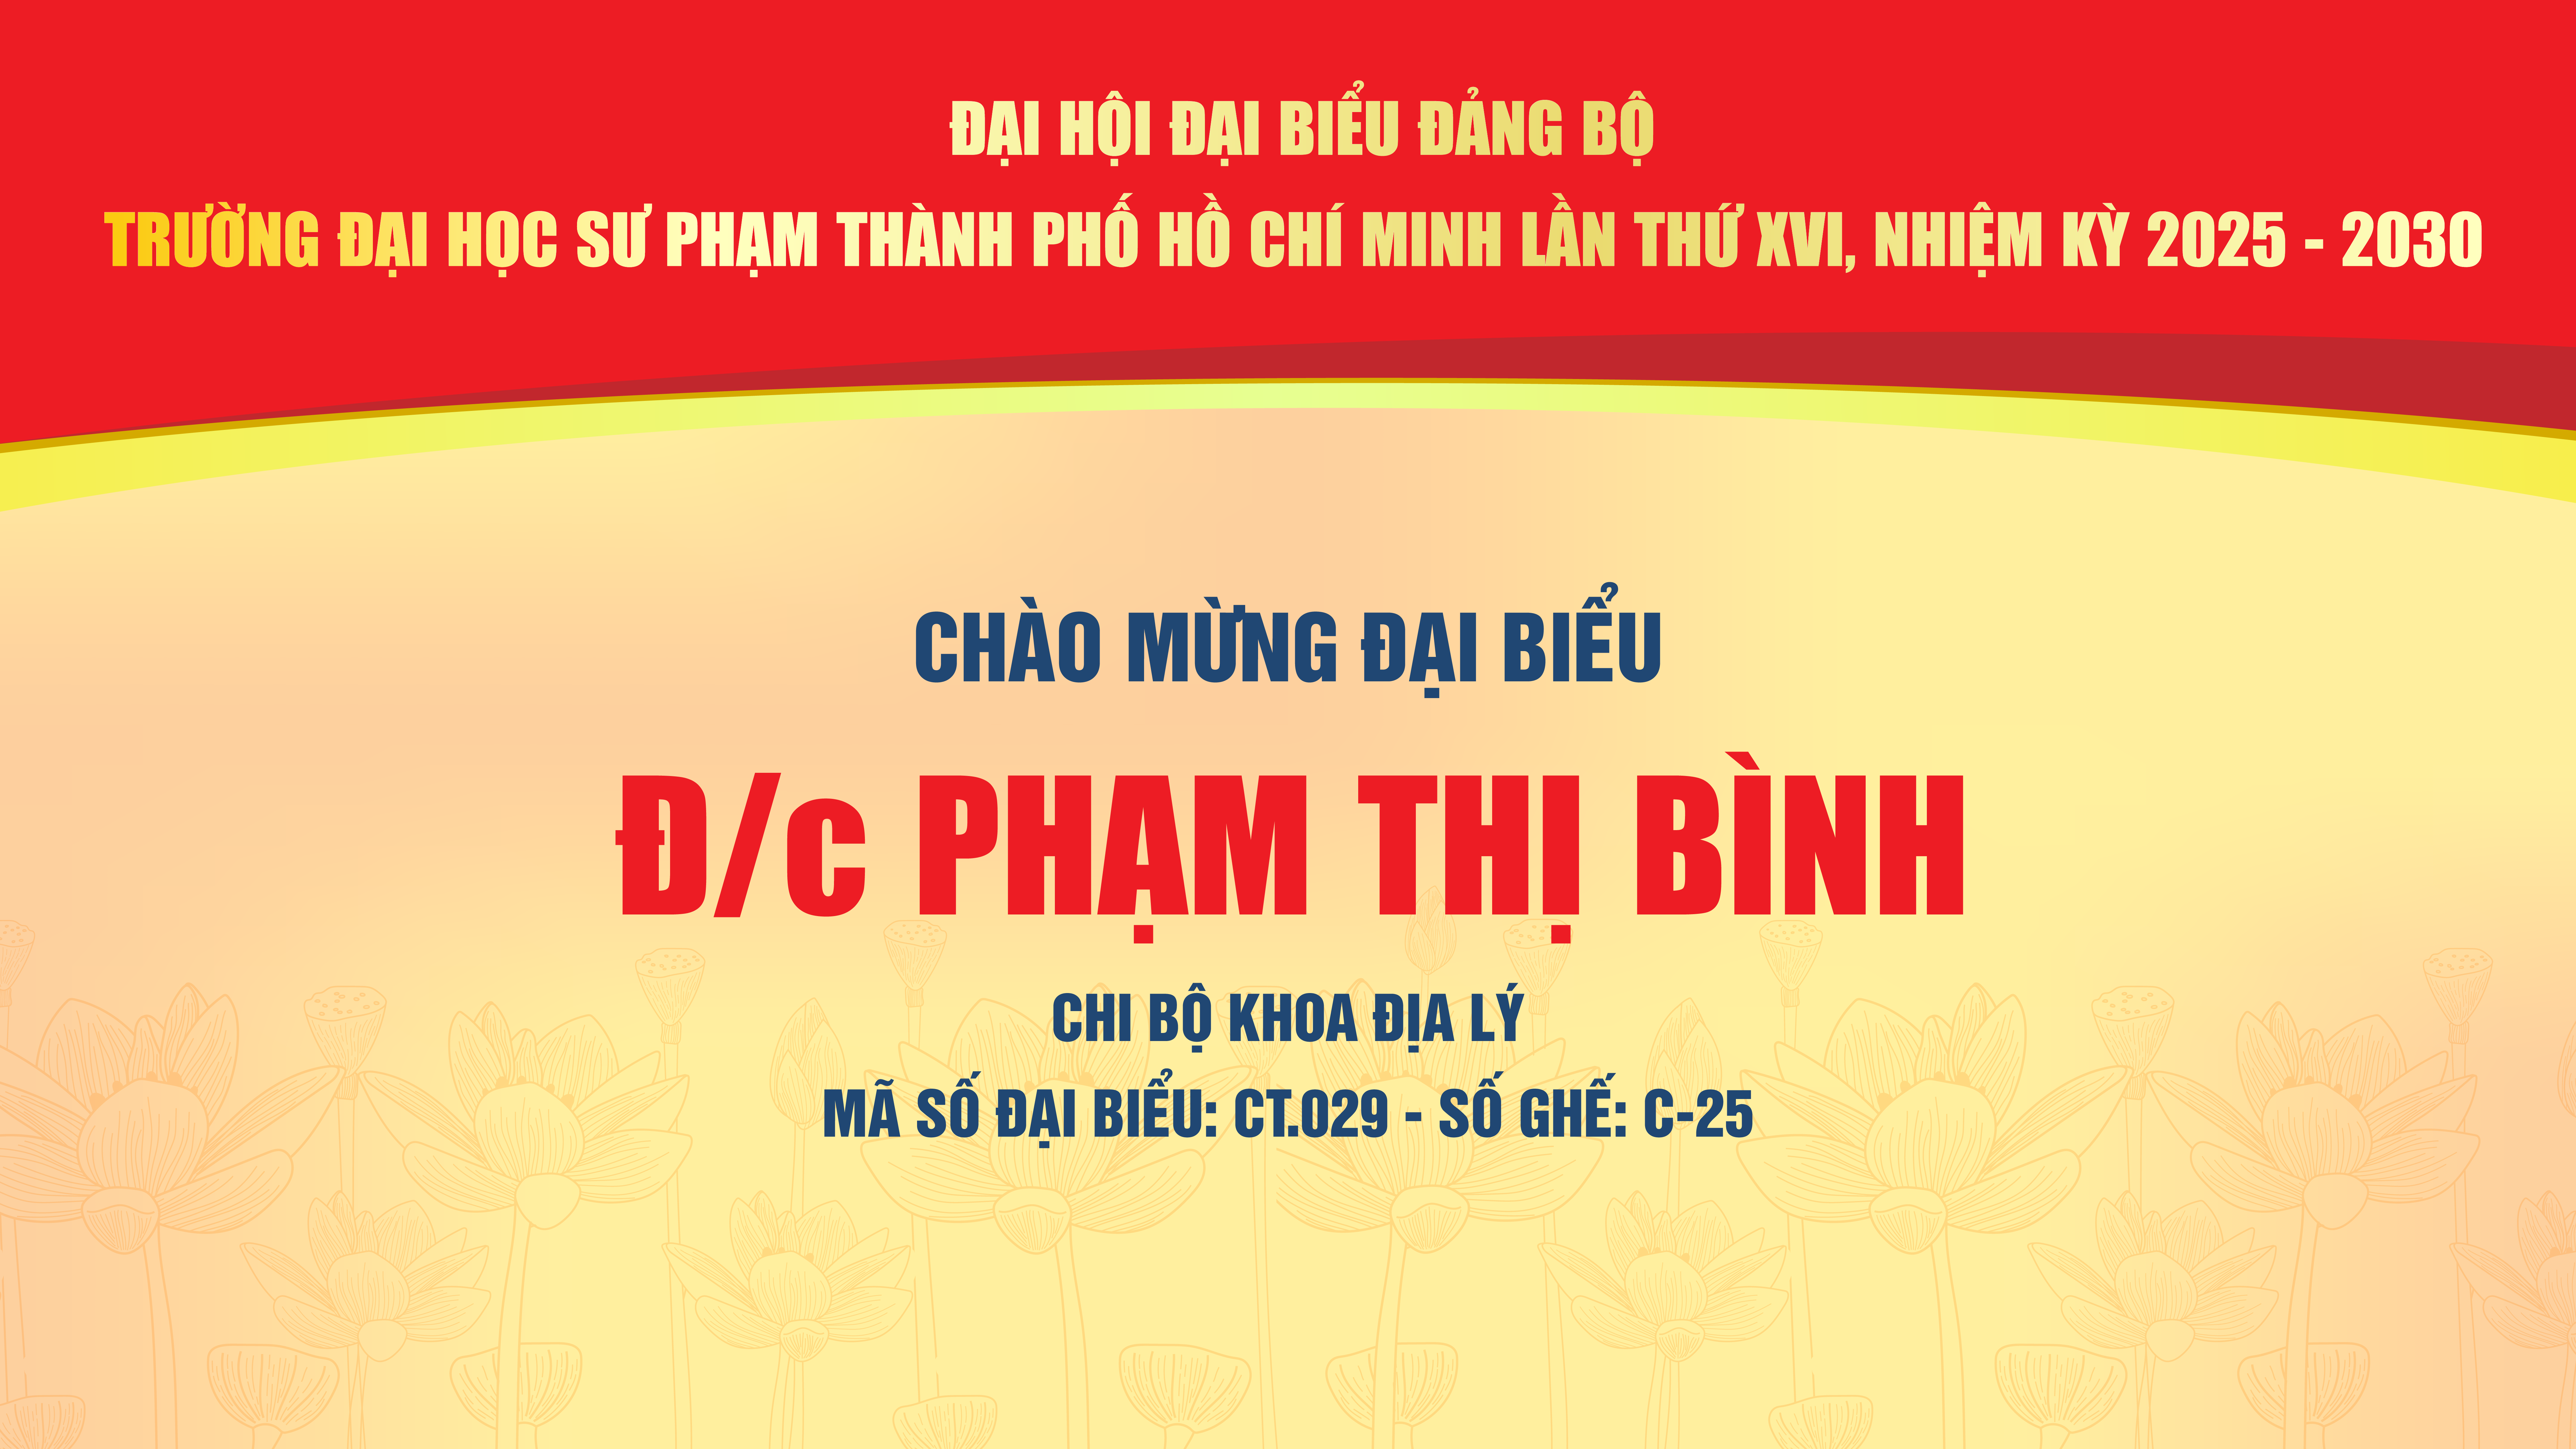 ĐẠI HỘI ĐẠI BIỂU ĐẢNG BỘ
TRƯỜNG ĐẠI HỌC SƯ PHẠM THÀNH PHỐ HỒ CHÍ MINH LẦN THỨ XVI, NHIỆM KỲ 2025 - 2030
CHÀO MỪNG ĐẠI BIỂU
Đ/c PHẠM THỊ BÌNH
CHI BỘ KHOA ĐỊA LÝ
MÃ SỐ ĐẠI BIỂU: CT.029 - SỐ GHẾ: C-25